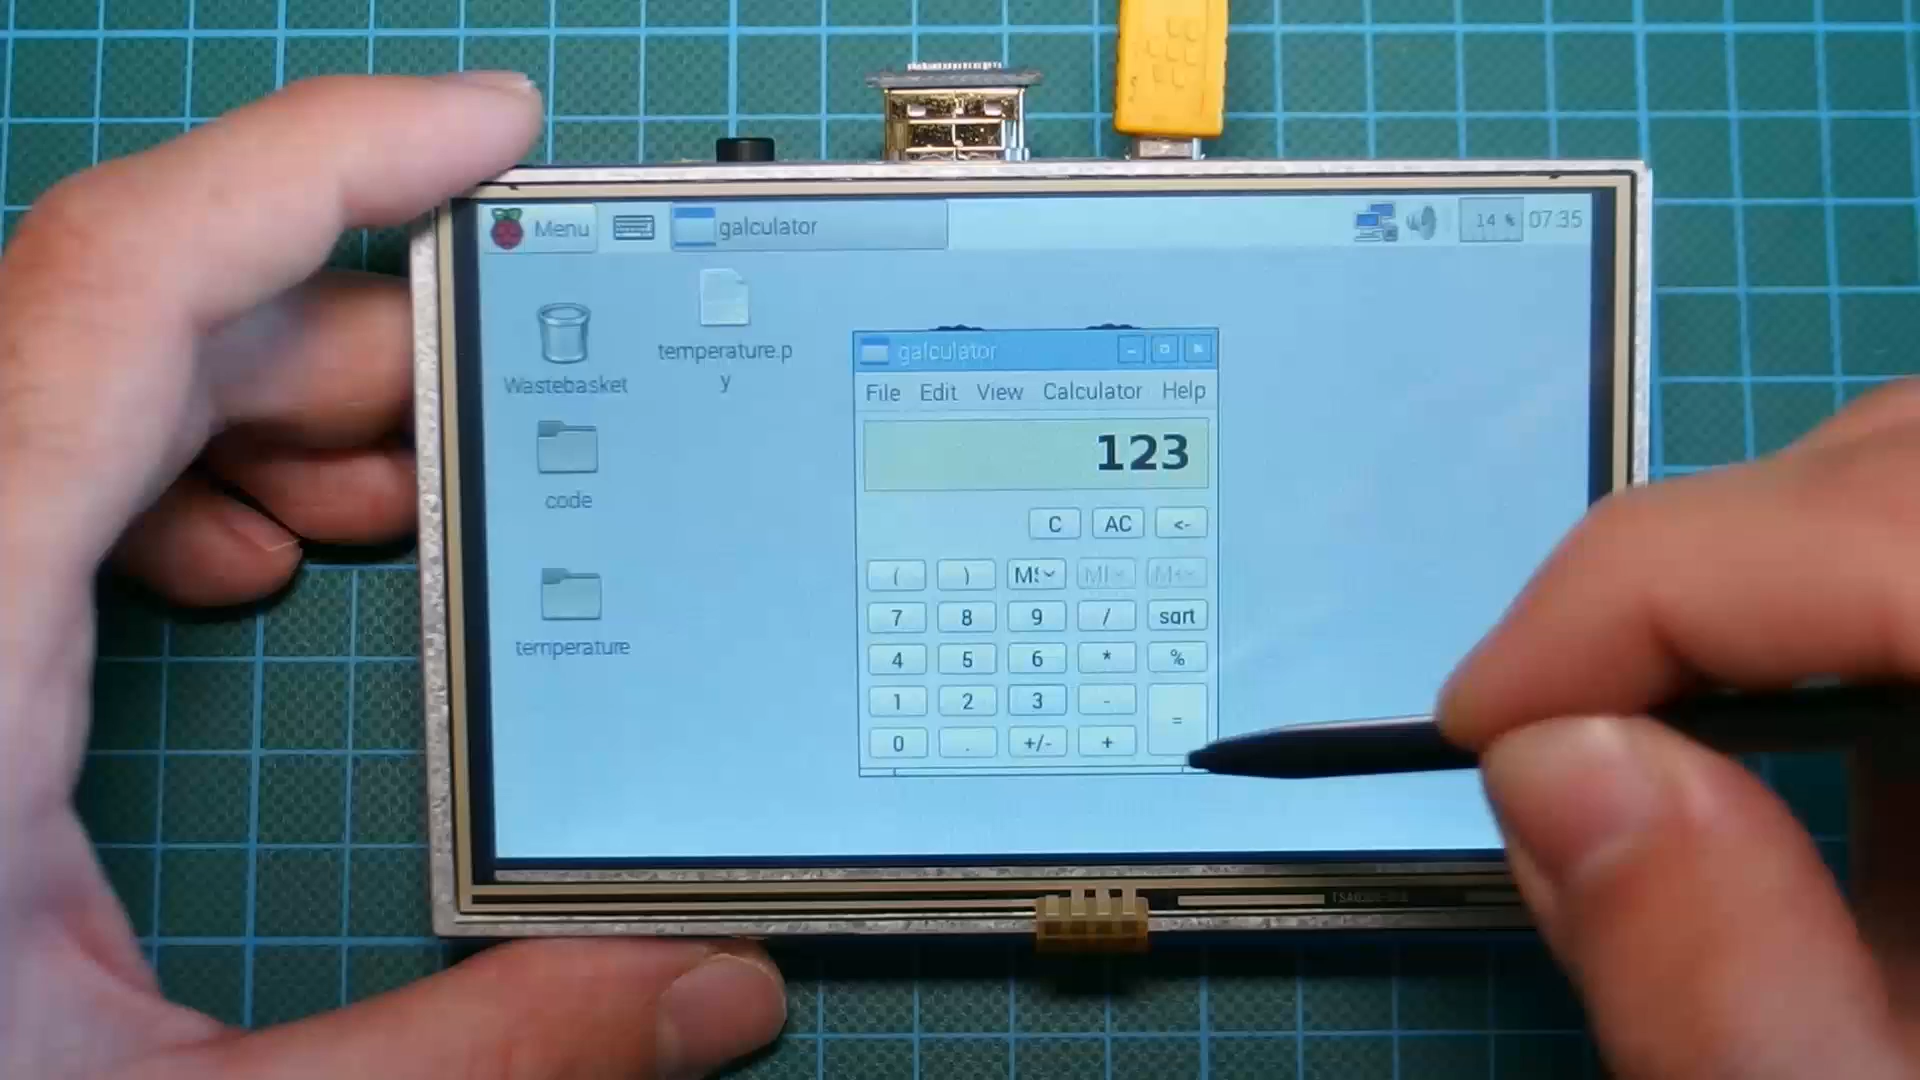 Menu
galculator
14 %
07:35
Wastebasket
temperature.p
y
code
temperature
galculator
File Edit View Calculator Help
123
C AC <-
( )
7 8 9 / sqrt
4 5 6 * %
1 2 3 - =
0 . +/- +